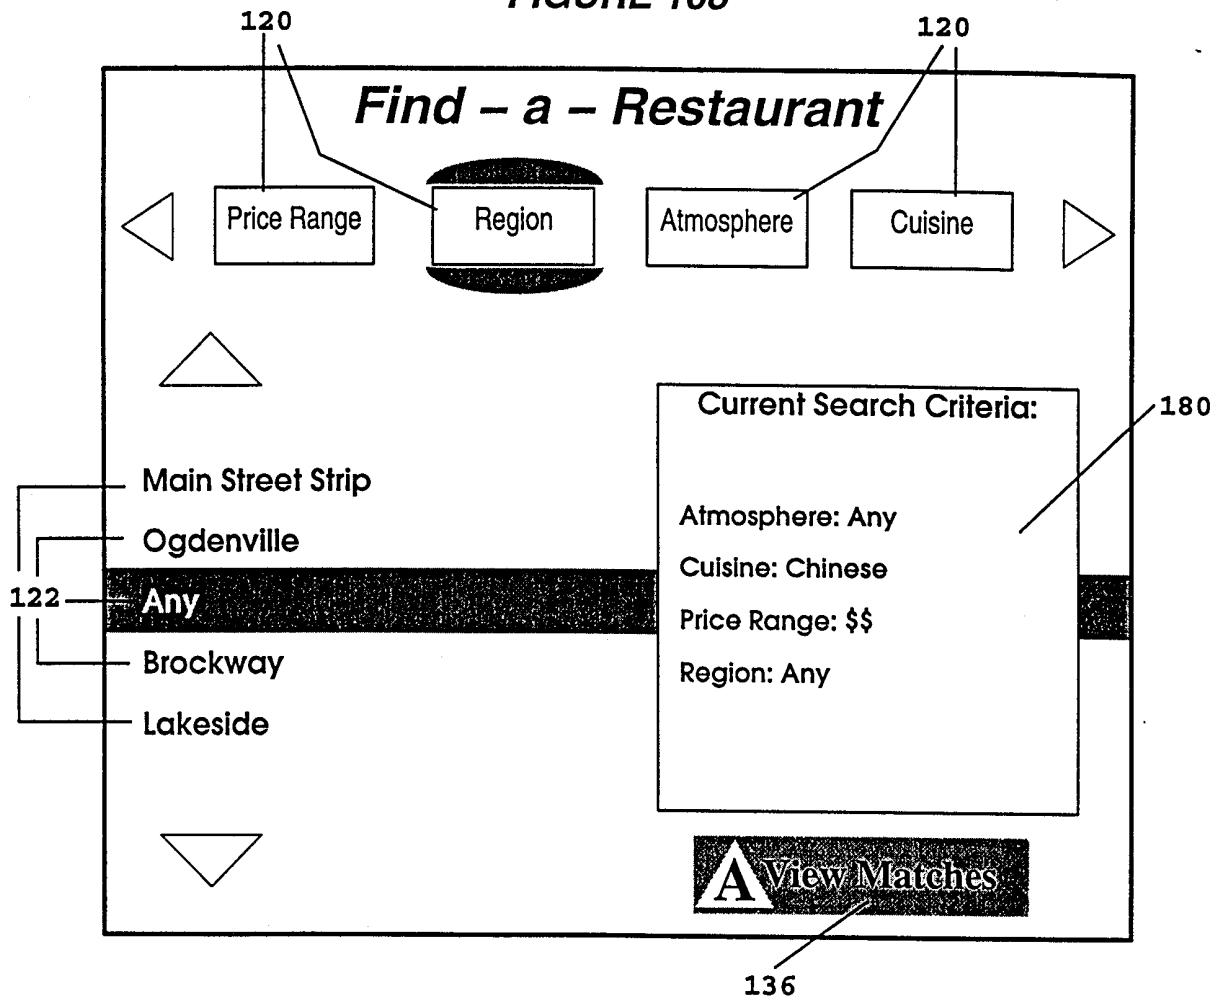 120
120
Find – a – Restaurant
Price Range
Region
Atmosphere
Cuisine
Current Search Criteria:
180
Main Street Strip
Atmosphere: Any
Ogdenville
Cuisine: Chinese
122
Any
Price Range: $$
Brockway
Region: Any
Lakeside
A View Matches
136